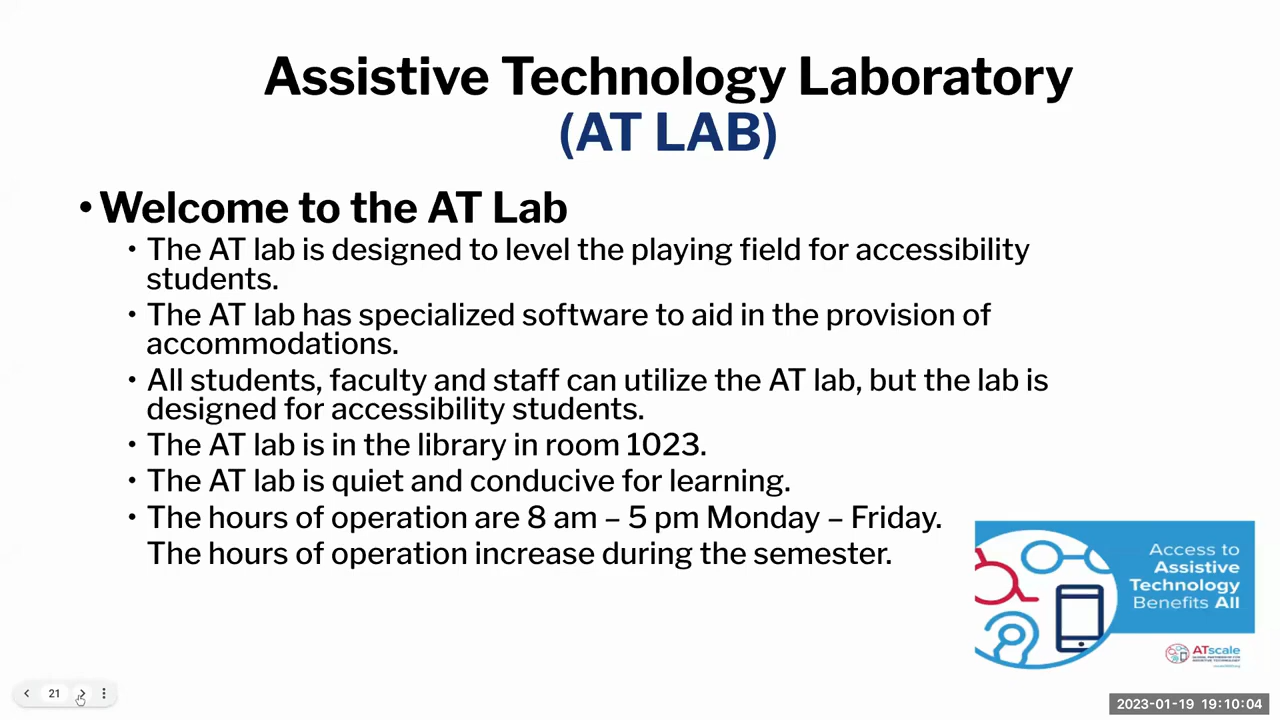 Assistive Technology Laboratory
(AT LAB)
• Welcome to the AT Lab
• The AT lab is designed to level the playing field for accessibility
students.
• The AT lab has specialized software to aid in the provision of
accommodations.
• All students, faculty and staff can utilize the AT lab, but the lab is
designed for accessibility students.
• The AT lab is in the library in room 1023.
• The AT lab is quiet and conducive for learning.
• The hours of operation are 8 am – 5 pm Monday – Friday.
The hours of operation increase during the semester.
Access to
Assistive
Technology
Benefits All
ATscale
21
2023-01-19 19:10:04